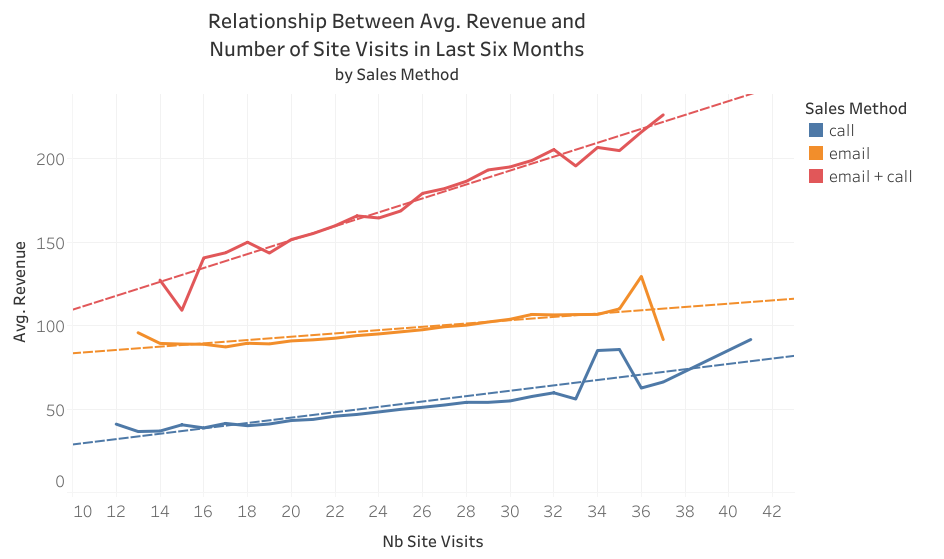 Relationship Between Avg. Revenue and
Number of Site Visits in Last Six Months
by Sales Method
Sales Method
call
email
email + call
Avg. Revenue
200
150
100
50
0
10 12 14 16 18 20 22 24 26 28 30 32 34 36 38 40 42
Nb Site Visits